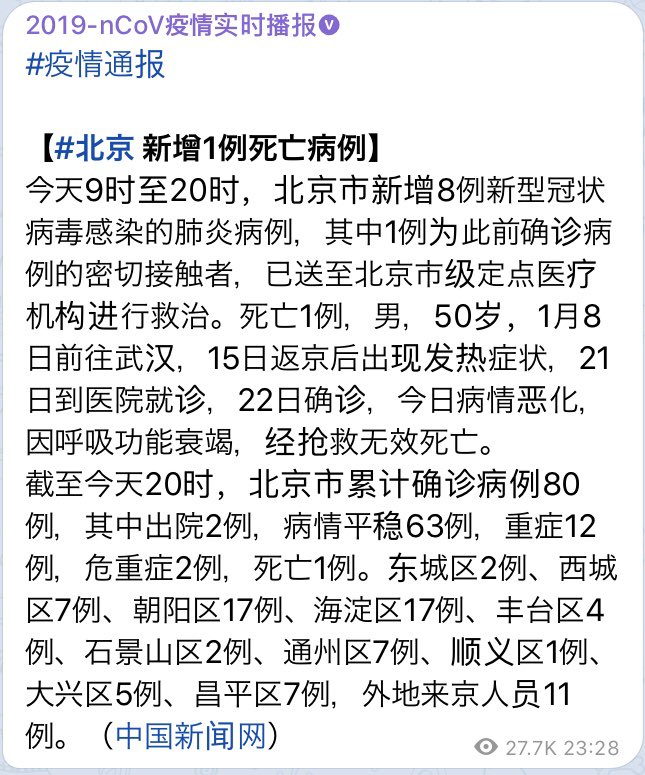 2019-nCoV疫情实时播报
#疫情通报
【#北京 新增1例死亡病例】
今天9时至20时，北京市新增8例新型冠状
病毒感染的肺炎病例，其中1例为此前确诊病
例的密切接触者，已送至北京市级定点医疗
机构进行救治。死亡1例，男，50岁，1月8
日前往武汉，15日返京后出现发热症状，21
日到医院就诊，22日确诊，今日病情恶化，
因呼吸功能衰竭，经抢救无效死亡。
截至今天20时，北京市累计确诊病例80
例，其中出院2例，病情平稳63例，重症12
例，危重症2例，死亡1例。东城区2例、西城
区7例、朝阳区17例、海淀区17例、丰台区4
例、石景山区2例、通州区7例、顺义区1例、
大兴区5例、昌平区7例，外地来京人员11
例。（中国新闻网）
27.7K 23:28